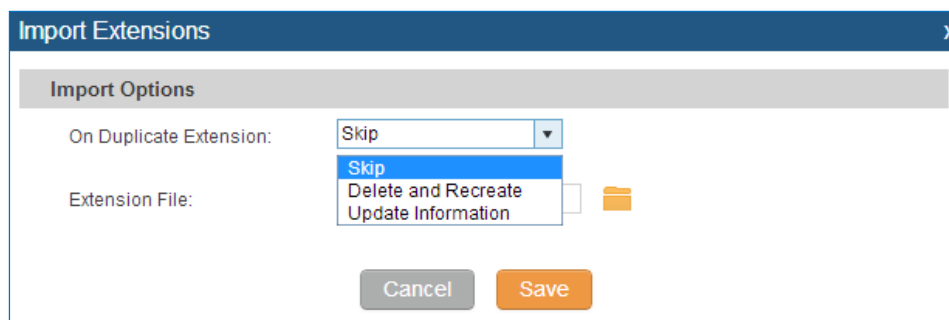 Import Extensions
Import Options
On Duplicate Extension: Skip
Skip
Delete and Recreate
Extension File:
Update Information
Cancel Save